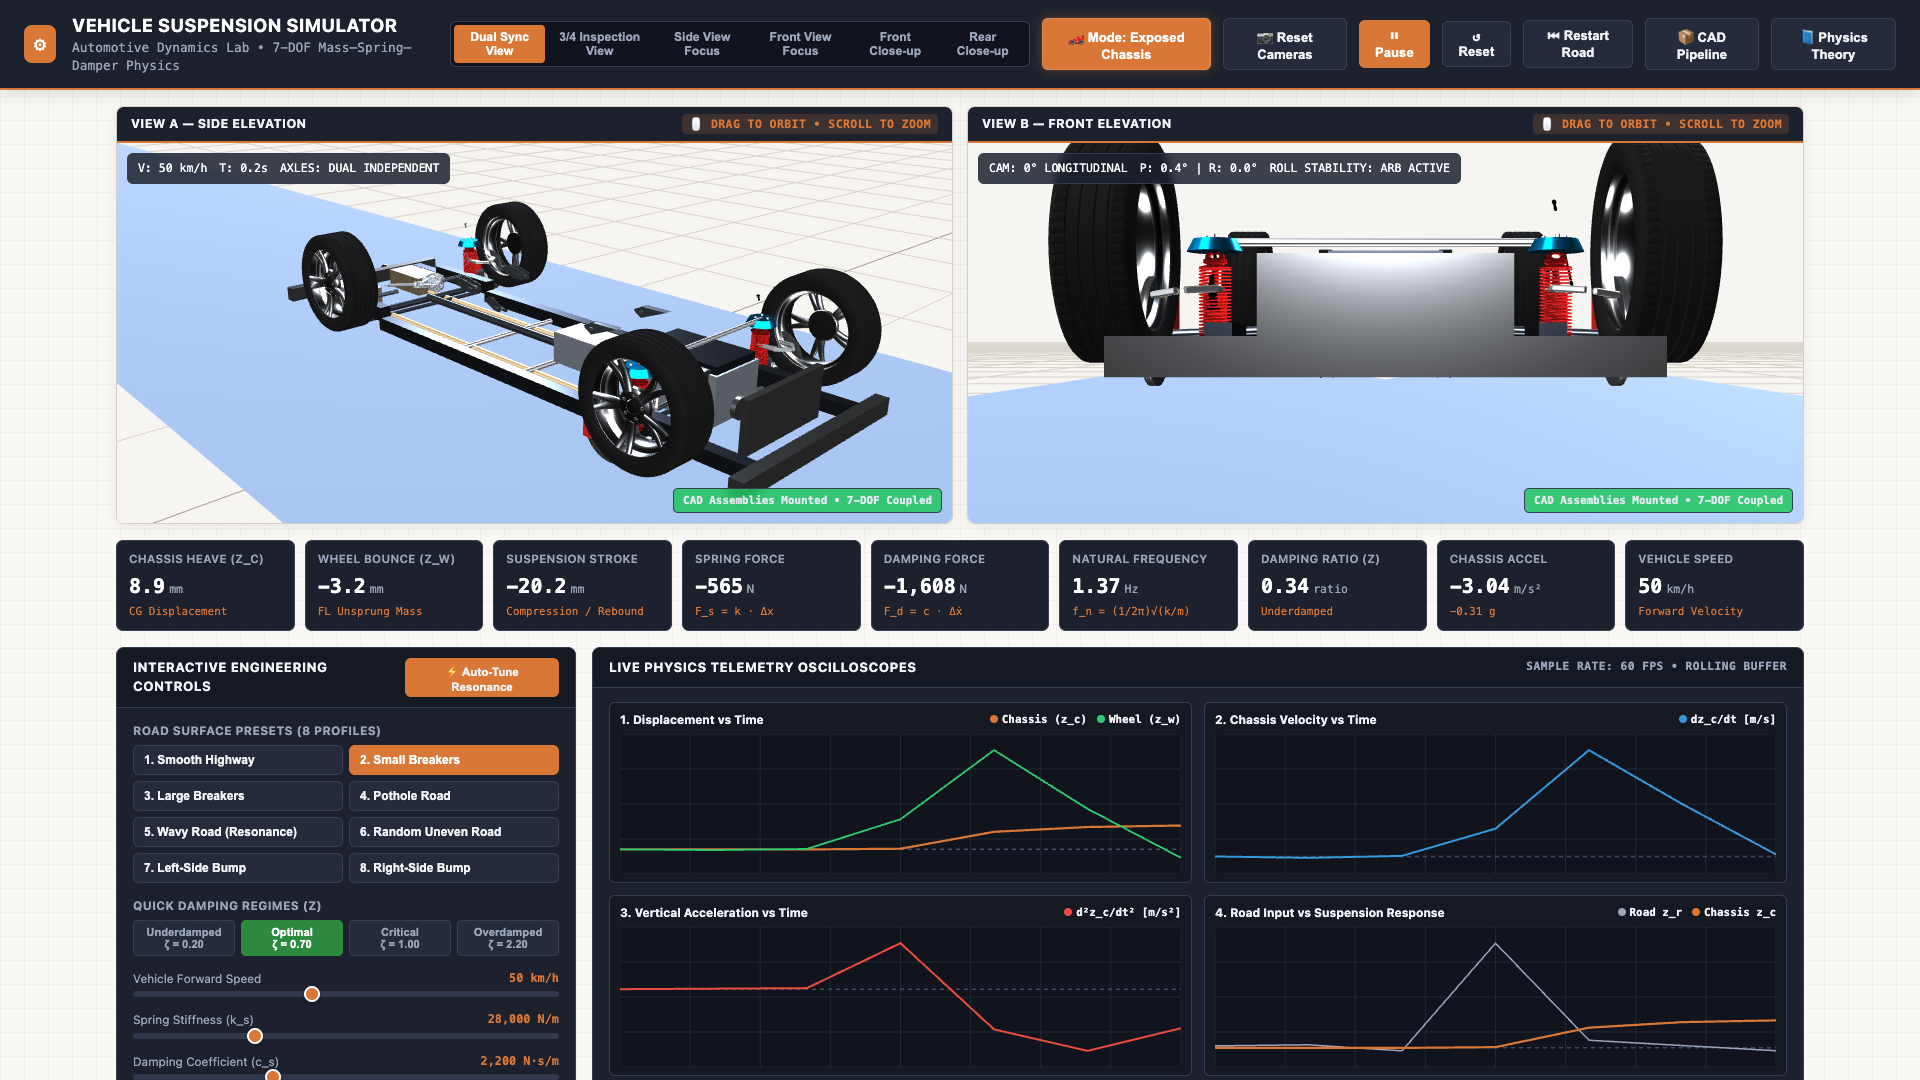 VEHICLE SUSPENSION SIMULATOR
Automotive Dynamics Lab • 7-DOF Mass-Spring-
Damper Physics
Dual Sync
View
3/4 Inspection
View
Side View
Focus
Front View
Focus
Front
Close-up
Rear
Close-up
Mode: Exposed
Chassis
Reset
Cameras
Pause
Reset
Restart
Road
CAD
Pipeline
Physics
Theory
VIEW A — SIDE ELEVATION
DRAG TO ORBIT • SCROLL TO ZOOM
V: 50 km/h T: 0.2s AXLES: DUAL INDEPENDENT
CAD Assemblies Mounted • 7-DOF Coupled
VIEW B — FRONT ELEVATION
DRAG TO ORBIT • SCROLL TO ZOOM
CAM: 0° LONGITUDINAL P: 0.4° | R: 0.0° ROLL STABILITY: ARB ACTIVE
CAD Assemblies Mounted • 7-DOF Coupled
CHASSIS HEAVE (Z_C)
8.9 mm
CG Displacement
WHEEL BOUNCE (Z_W)
-3.2 mm
FL Unsprung Mass
SUSPENSION STROKE
-20.2 mm
Compression / Rebound
SPRING FORCE
-565 N
F_s = k · Δx
DAMPING FORCE
-1,608 N
F_d = c · Δẋ
NATURAL FREQUENCY
1.37 Hz
f_n = (1/2π)√(k/m)
DAMPING RATIO (Ζ)
0.34 ratio
Underdamped
CHASSIS ACCEL
-3.04 m/s²
-0.31 g
VEHICLE SPEED
50 km/h
Forward Velocity
INTERACTIVE ENGINEERING
CONTROLS
⚡ Auto-Tune
Resonance
ROAD SURFACE PRESETS (8 PROFILES)
1. Smooth Highway
2. Small Breakers
3. Large Breakers
4. Pothole Road
5. Wavy Road (Resonance)
6. Random Uneven Road
7. Left-Side Bump
8. Right-Side Bump
QUICK DAMPING REGIMES (Ζ)
Underdamped
ζ = 0.20
Optimal
ζ = 0.70
Critical
ζ = 1.00
Overdamped
ζ = 2.20
Vehicle Forward Speed
50 km/h
Spring Stiffness (k_s)
28,000 N/m
Damping Coefficient (c_s)
2,200 N·s/m
LIVE PHYSICS TELEMETRY OSCILLOSCOPES
SAMPLE RATE: 60 FPS • ROLLING BUFFER
1. Displacement vs Time
Chassis (z_c)
Wheel (z_w)
2. Chassis Velocity vs Time
dz_c/dt [m/s]
3. Vertical Acceleration vs Time
d²z_c/dt² [m/s²]
4. Road Input vs Suspension Response
Road z_r
Chassis z_c